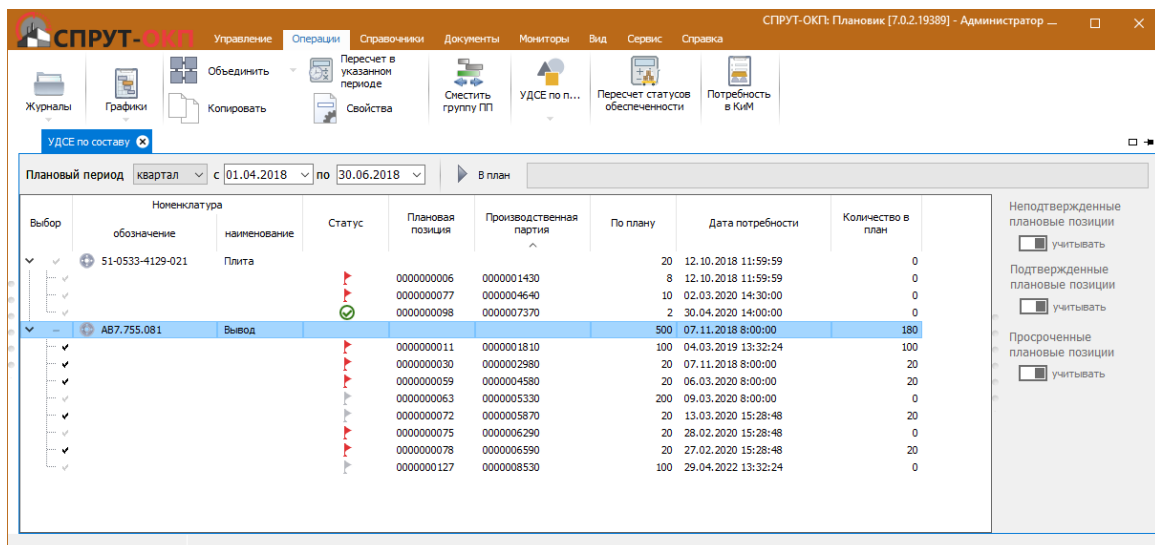 СПРУТ-ОКП: Плановик [7.0.2.19389] - Администратор
СПРУТ-ОКП Управление Операции Справочники Документы Мониторы Вид Сервис Справка
Журналы
Графики
Объединить
Копировать
Пересчет в
указанном
периоде
Свойства
Сместить
группу ПП
УДСЕ по п...
Пересчет статусов
обеспеченности
Потребность
в КиМ
УДСЕ по составу
Плановый период квартал с 01.04.2018 по 30.06.2018 В план
Выбор
Номенклатура
обозначение
наименование
Статус
Плановая
позиция
Производственная
партия
По плану
Дата потребности
Количество в
план
51-0533-4129-021 Плита 20 12.10.2018 11:59:59 0
0000000006 0000001430 8 12.10.2018 11:59:59 0
0000000077 0000004640 10 02.03.2020 14:30:00 0
0000000098 0000007370 2 30.04.2020 14:00:00 0
АВ7.755.081 Вывод 500 07.11.2018 8:00:00 180
0000000011 0000001810 100 04.03.2019 13:32:24 100
0000000030 0000002980 20 07.11.2018 8:00:00 20
0000000059 0000004580 20 06.03.2020 8:00:00 20
0000000063 0000005330 200 09.03.2020 8:00:00 0
0000000072 0000005870 20 13.03.2020 15:28:48 20
0000000075 0000006290 20 28.02.2020 15:28:48 0
0000000078 0000006590 20 27.02.2020 15:28:48 20
0000000127 0000008530 100 29.04.2022 13:32:24 0
Неподтвержденные
плановые позиции
учитывать
Подтвержденные
плановые позиции
учитывать
Просроченные
плановые позиции
учитывать